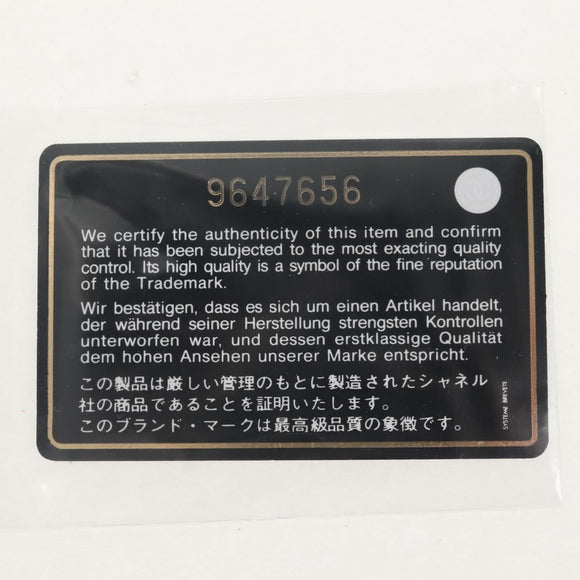 9647656
We certify the authenticity of this item and confirm
that it has been subjected to the most exacting quality
control. Its high quality is a symbol of the fine reputation
of the Trademark.
Wir bestätigen, dass es sich um einen Artikel handelt,
der während seiner Herstellung strengsten Kontrollen
unterworfen war, und dessen erstklassige Qualität
dem hohen Ansehen unserer Marke entspricht.
この製品は厳しい管理のもとに製造されたシャネル
社の商品であることを証明いたします。
このブランド・マークは最高級品質の象徴です。
SYSTEME BREVETE